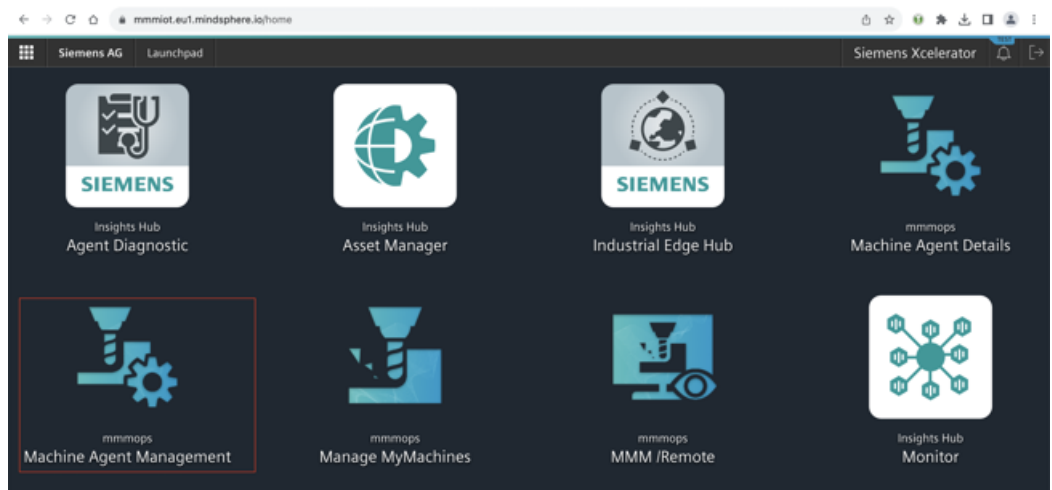 mmmiot.eu1.mindsphere.io/home
Siemens AG
Launchpad
Siemens Xcelerator
SIEMENS
Insights Hub
Agent Diagnostic
Insights Hub
Asset Manager
SIEMENS
Insights Hub
Industrial Edge Hub
mmmops
Machine Agent Details
mmmops
Machine Agent Management
mmmops
Manage MyMachines
mmmops
MMM /Remote
Insights Hub
Monitor